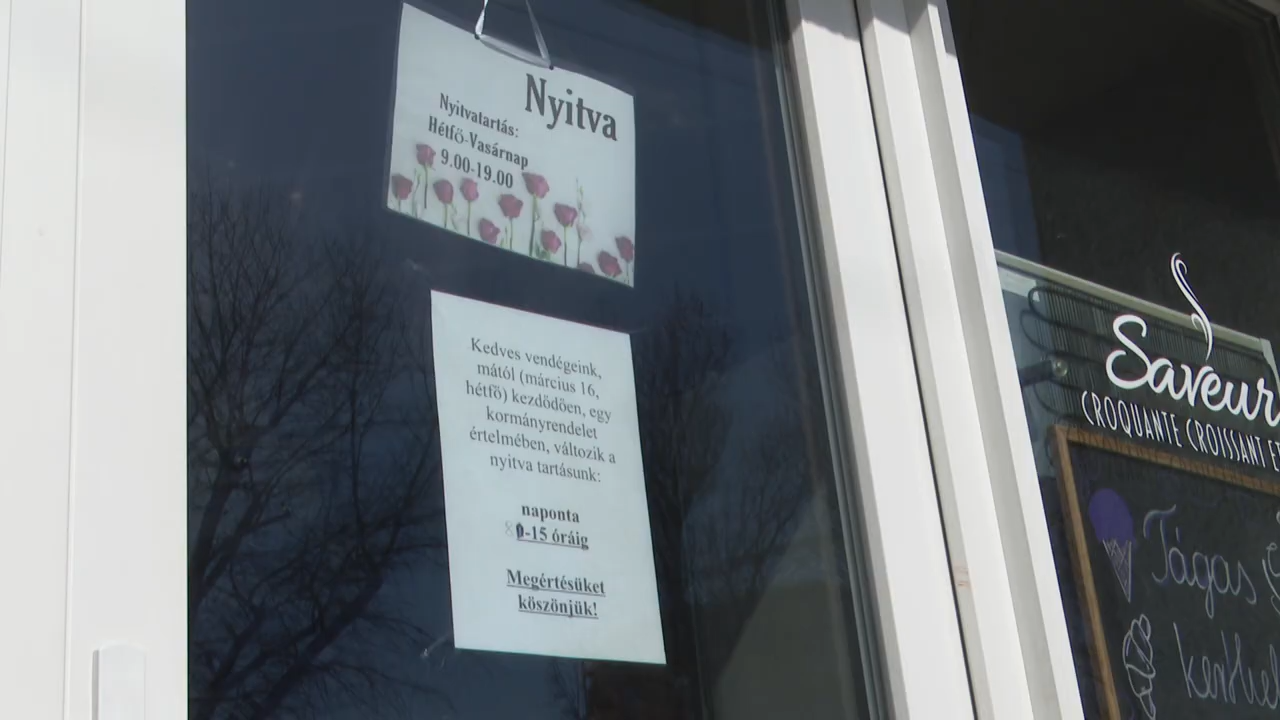 Nyitva
Nyitvatartás:
Hétfő-Vasárnap
9.00-19.00
Kedves vendégeink,
mától (március 16,
hétfő) kezdődően, egy
kormányrendelet
értelmében, változik a
nyitva tartásunk:
naponta
8-15 óráig
Megértésüket
köszönjük!
Saveur
CROQUANTE CROISSANT
Tágas